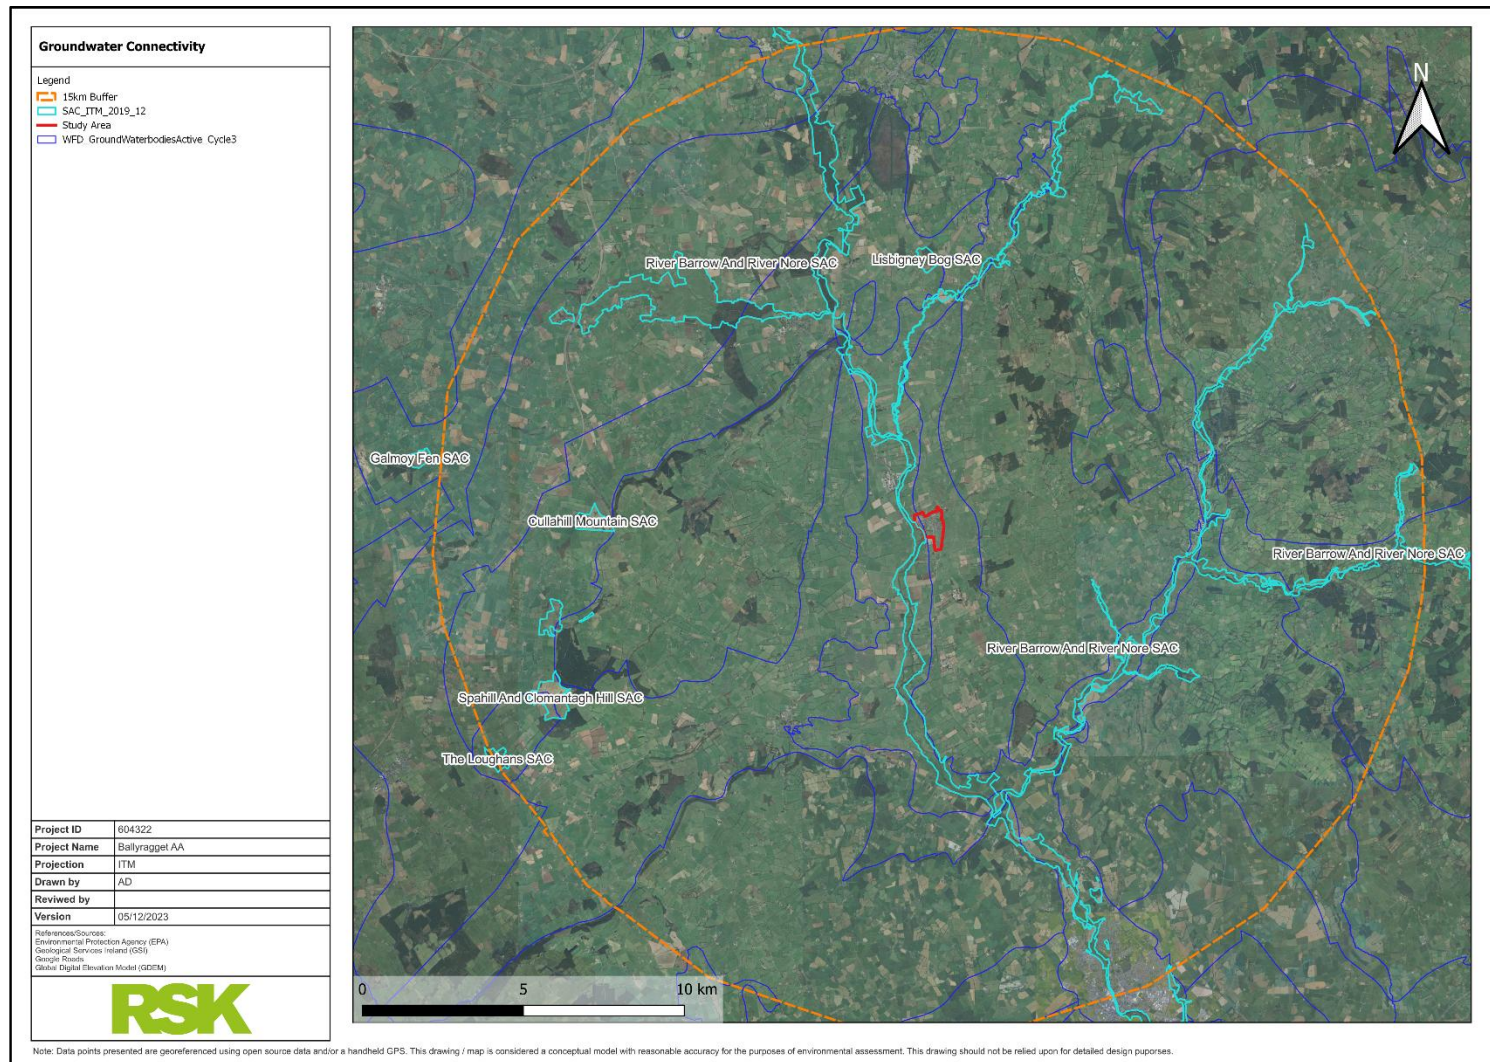 Groundwater Connectivity
Legend
15km Buffer
SAC_ITM_2019_12
Study Area
WFD_GroundWaterbodiesActive_Cycle3
N
River Barrow And River Nore SAC
Lisbigney Bog SAC
Galmoy Fen SAC
Cullahill Mountain SAC
River Barrow And River Nore SAC
River Barrow And River Nore SAC
Spahill And Clomantagh Hill SAC
The Loughans SAC
0 5 10 km
Project ID 604322
Project Name Ballyragget AA
Projection ITM
Drawn by AD
Reviwed by
Version 05/12/2023
References/Sources:
Environmental Protection Agency (EPA)
Geological Services Ireland (GSI)
Google Roads
Global Digital Elevation Model (GDEM)
RSK
Note: Data points presented are georeferenced using open source data and/or a handheld GPS. This drawing / map is considered a conceptual model with reasonable accuracy for the purposes of environmental assessment. This drawing should not be relied upon for detailed design puporses.